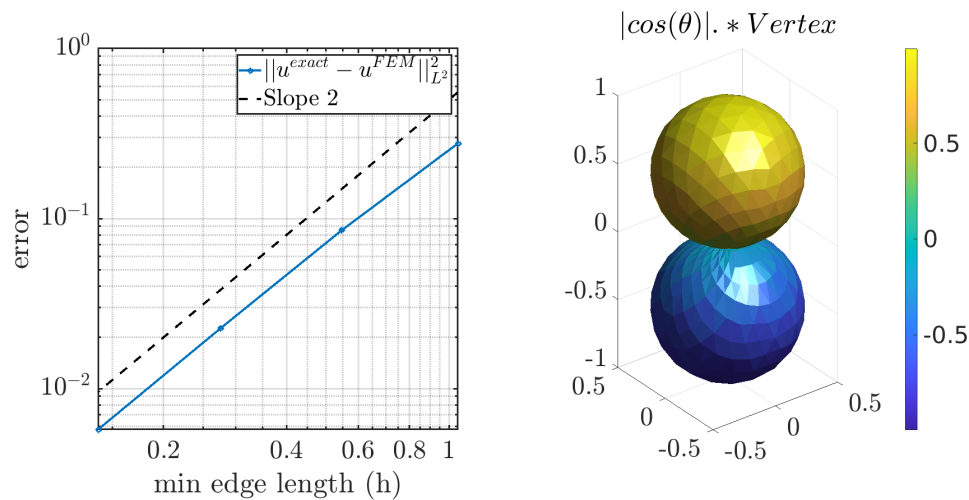 10^0
10^{-1}
10^{-2}
error
||u^{exact} − u^{FEM}||^2_{L^2}
Slope 2
0.2 0.4 0.6 0.8 1
min edge length (h)
|cos(θ)|. ∗ Vertex
1
0.5
0
-0.5
-1
0.5 0 -0.5
-0.5 0 0.5
0.5
0
-0.5